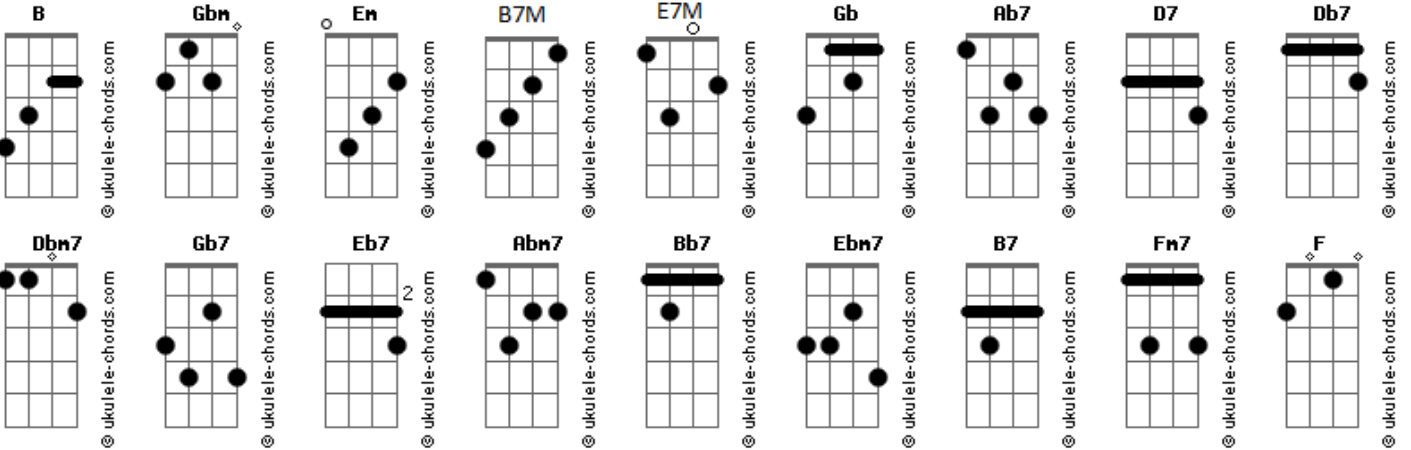 B Gbm Em B7M E7M Gb Ab7 D7 Db7
© ukulele-chords.com © ukulele-chords.com © ukulele-chords.com © ukulele-chords.com © ukulele-chords.com © ukulele-chords.com © ukulele-chords.com © ukulele-chords.com © ukulele-chords.com
Dbm7 Gb7 Eb7 Abm7 Bb7 Ebm7 B7 Fm7 F
2
© ukulele-chords.com © ukulele-chords.com © ukulele-chords.com © ukulele-chords.com © ukulele-chords.com © ukulele-chords.com © ukulele-chords.com © ukulele-chords.com © ukulele-chords.com